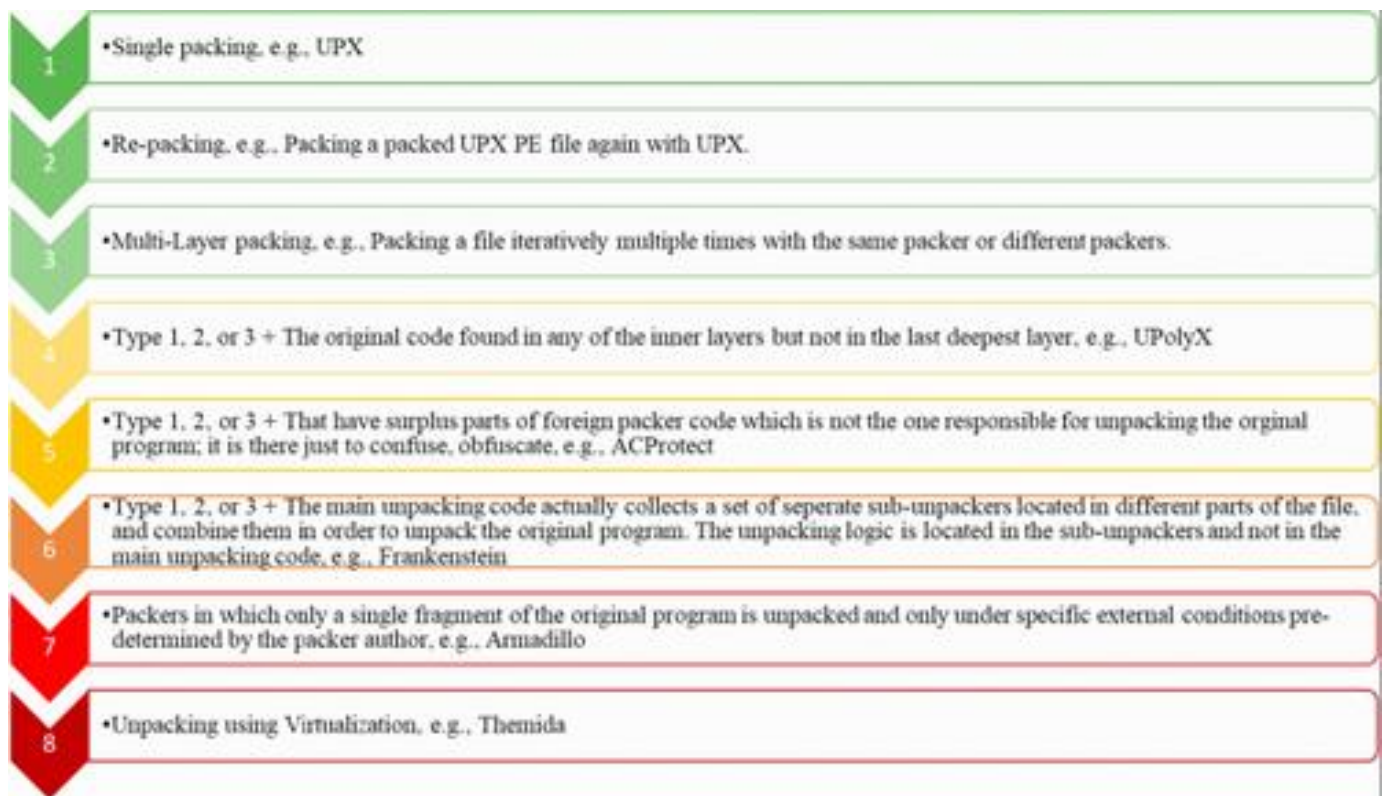 1
•Single packing, e.g., UPX
2
•Re-packing, e.g., Packing a packed UPX PE file again with UPX.
3
•Multi-Layer packing, e.g., Packing a file iteratively multiple times with the same packer or different packers.
4
•Type 1, 2, or 3 + The original code found in any of the inner layers but not in the last deepest layer, e.g., UPolyX
5
•Type 1, 2, or 3 + That have surplus parts of foreign packer code which is not the one responsible for unpacking the orginal
program; it is there just to confuse, obfuscate, e.g., ACProtect
6
•Type 1, 2, or 3 + The main unpacking code actually collects a set of seperate sub-unpackers located in different parts of the file,
and combine them in order to unpack the original program. The unpacking logic is located in the sub-unpackers and not in the
main unpacking code, e.g., Frankenstein
7
•Packers in which only a single fragment of the original program is unpacked and only under specific external conditions pre-
determined by the packer author, e.g., Armadillo
8
•Unpacking using Virtualization, e.g., Themida